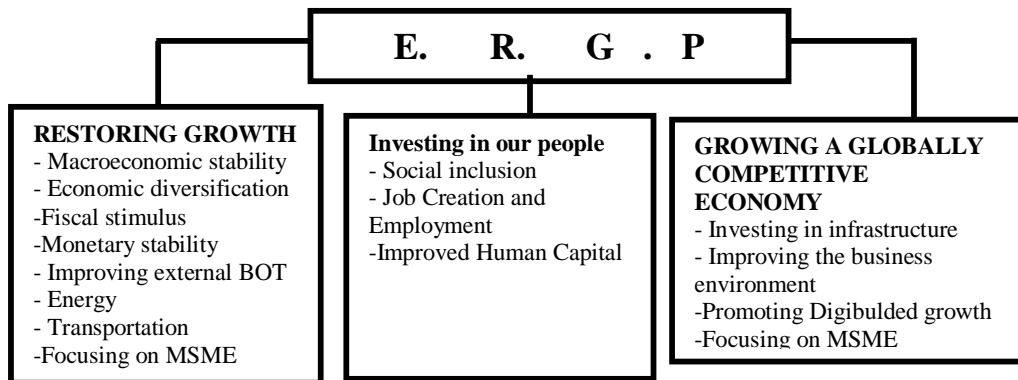 E. R. G . P
RESTORING GROWTH
- Macroeconomic stability
- Economic diversification
-Fiscal stimulus
-Monetary stability
- Improving external BOT
- Energy
- Transportation
-Focusing on MSME
Investing in our people
- Social inclusion
- Job Creation and
Employment
-Improved Human Capital
GROWING A GLOBALLY
COMPETITIVE
ECONOMY
- Investing in infrastructure
- Improving the business
environment
-Promoting Digibulded growth
-Focusing on MSME